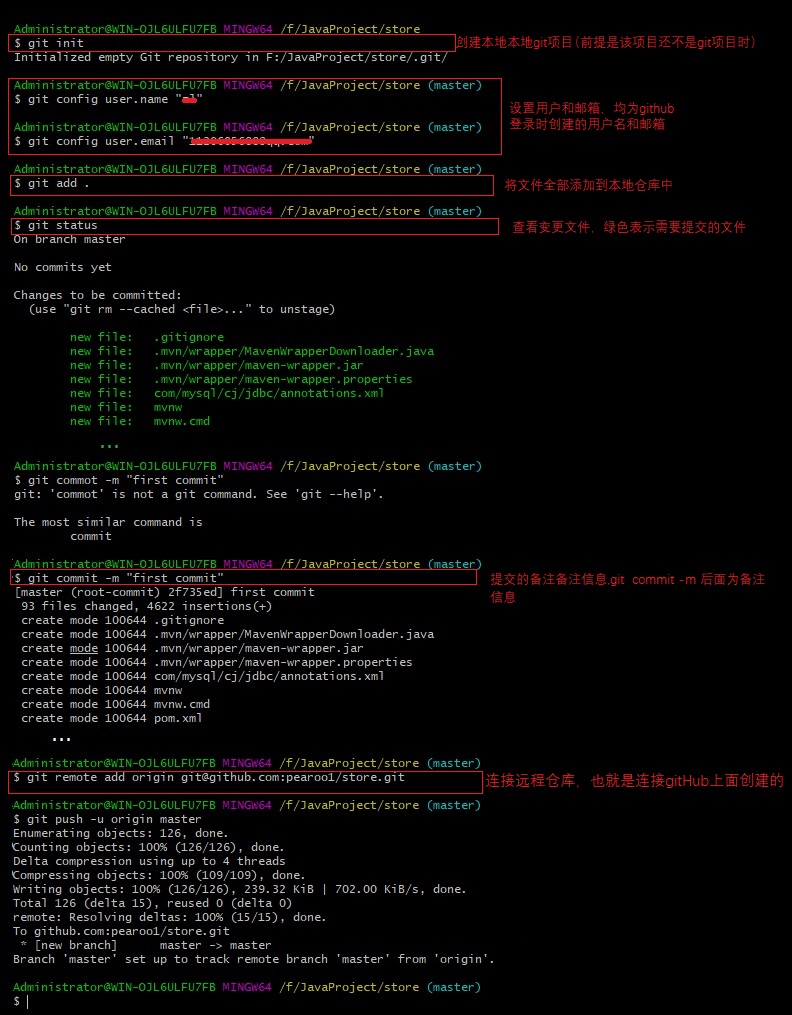 Administrator@WIN-OJL6ULFU7FB MINGW64 /f/JavaProject/store
$ git init 创建本地本地git项目(前提是该项目还不是git项目时)
Initialized empty Git repository in F:/JavaProject/store/.git/
Administrator@WIN-OJL6ULFU7FB MINGW64 /f/JavaProject/store (master)
$ git config user.name " "
设置用户和邮箱，均为github
登录时创建的用户名和邮箱
Administrator@WIN-OJL6ULFU7FB MINGW64 /f/JavaProject/store (master)
$ git config user.email " "
Administrator@WIN-OJL6ULFU7FB MINGW64 /f/JavaProject/store (master)
$ git add . 将文件全部添加到本地仓库中
Administrator@WIN-OJL6ULFU7FB MINGW64 /f/JavaProject/store (master)
$ git status 查看变更文件，绿色表示需要提交的文件
On branch master
No commits yet
Changes to be committed:
(use "git rm --cached <file>..." to unstage)
new file: .gitignore
new file: .mvn/wrapper/MavenWrapperDownloader.java
new file: .mvn/wrapper/maven-wrapper.jar
new file: .mvn/wrapper/maven-wrapper.properties
new file: com/mysql/cj/jdbc/annotations.xml
new file: mvnw
new file: mvnw.cmd
...
Administrator@WIN-OJL6ULFU7FB MINGW64 /f/JavaProject/store (master)
$ git commot -m "first commit"
git: 'commot' is not a git command. See 'git --help'.
The most similar command is
commit
Administrator@WIN-OJL6ULFU7FB MINGW64 /f/JavaProject/store (master)
$ git commit -m "first commit" 提交的备注备注信息,git commit -m 后面为备注
信息
[master (root-commit) 2f735ed] first commit
93 files changed, 4622 insertions(+)
create mode 100644 .gitignore
create mode 100644 .mvn/wrapper/MavenWrapperDownloader.java
create mode 100644 .mvn/wrapper/maven-wrapper.jar
create mode 100644 .mvn/wrapper/maven-wrapper.properties
create mode 100644 com/mysql/cj/jdbc/annotations.xml
create mode 100644 mvnw
create mode 100644 mvnw.cmd
create mode 100644 pom.xml
...
Administrator@WIN-OJL6ULFU7FB MINGW64 /f/JavaProject/store (master)
$ git remote add origin git@github.com:pearoo1/store.git 连接远程仓库，也就是连接gitHub上面创建的
Administrator@WIN-OJL6ULFU7FB MINGW64 /f/JavaProject/store (master)
$ git push -u origin master
Enumerating objects: 126, done.
Counting objects: 100% (126/126), done.
Delta compression using up to 4 threads
Compressing objects: 100% (109/109), done.
Writing objects: 100% (126/126), 239.32 KiB | 702.00 KiB/s, done.
Total 126 (delta 15), reused 0 (delta 0)
remote: Resolving deltas: 100% (15/15), done.
To github.com:pearoo1/store.git
* [new branch] master -> master
Branch 'master' set up to track remote branch 'master' from 'origin'.
Administrator@WIN-OJL6ULFU7FB MINGW64 /f/JavaProject/store (master)
$